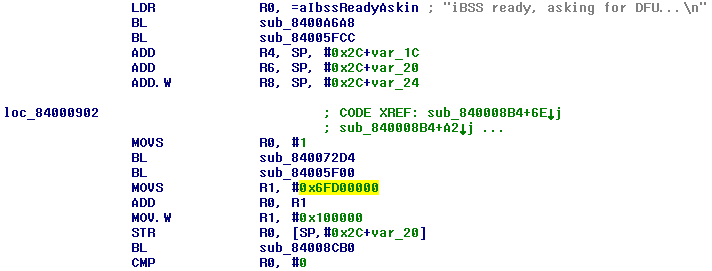 LDR R0, =aIbssReadyAskin ; "iBSS ready, asking for DFU...\n"
BL sub_8400A6A8
BL sub_84005FCC
ADD R4, SP, #0x2C+var_1C
ADD R6, SP, #0x2C+var_20
ADD.W R8, SP, #0x2C+var_24
loc_84000902 ; CODE XREF: sub_840008B4+6E↓j
; sub_840008B4+A2↓j ...
MOVS R0, #1
BL sub_840072D4
BL sub_84005F00
MOVS R1, #0x6FD00000
ADD R0, R1
MOV.W R1, #0x100000
STR R0, [SP,#0x2C+var_20]
BL sub_84008CB0
CMP R0, #0